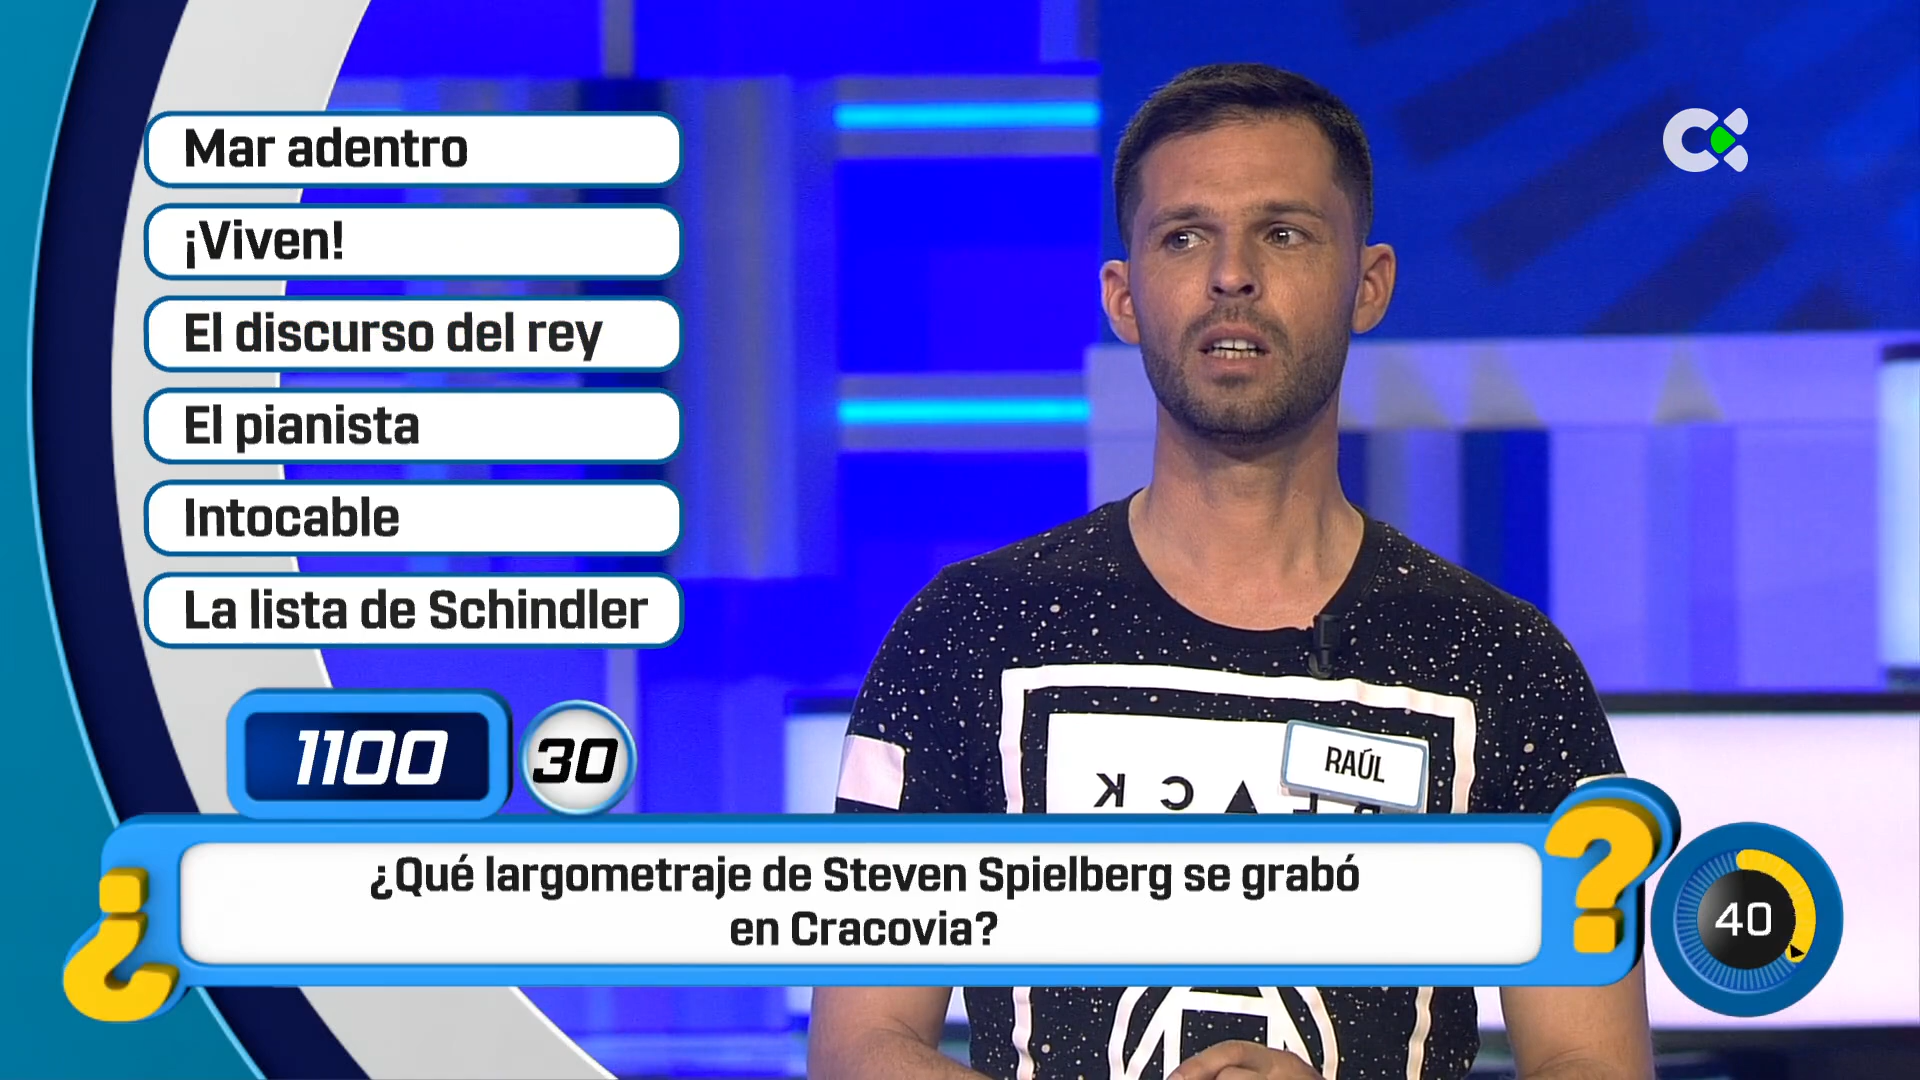 Mar adentro
¡Viven!
El discurso del rey
El pianista
Intocable
La lista de Schindler
1100
30
RAÚL
¿Qué largometraje de Steven Spielberg se grabó
en Cracovia?
40